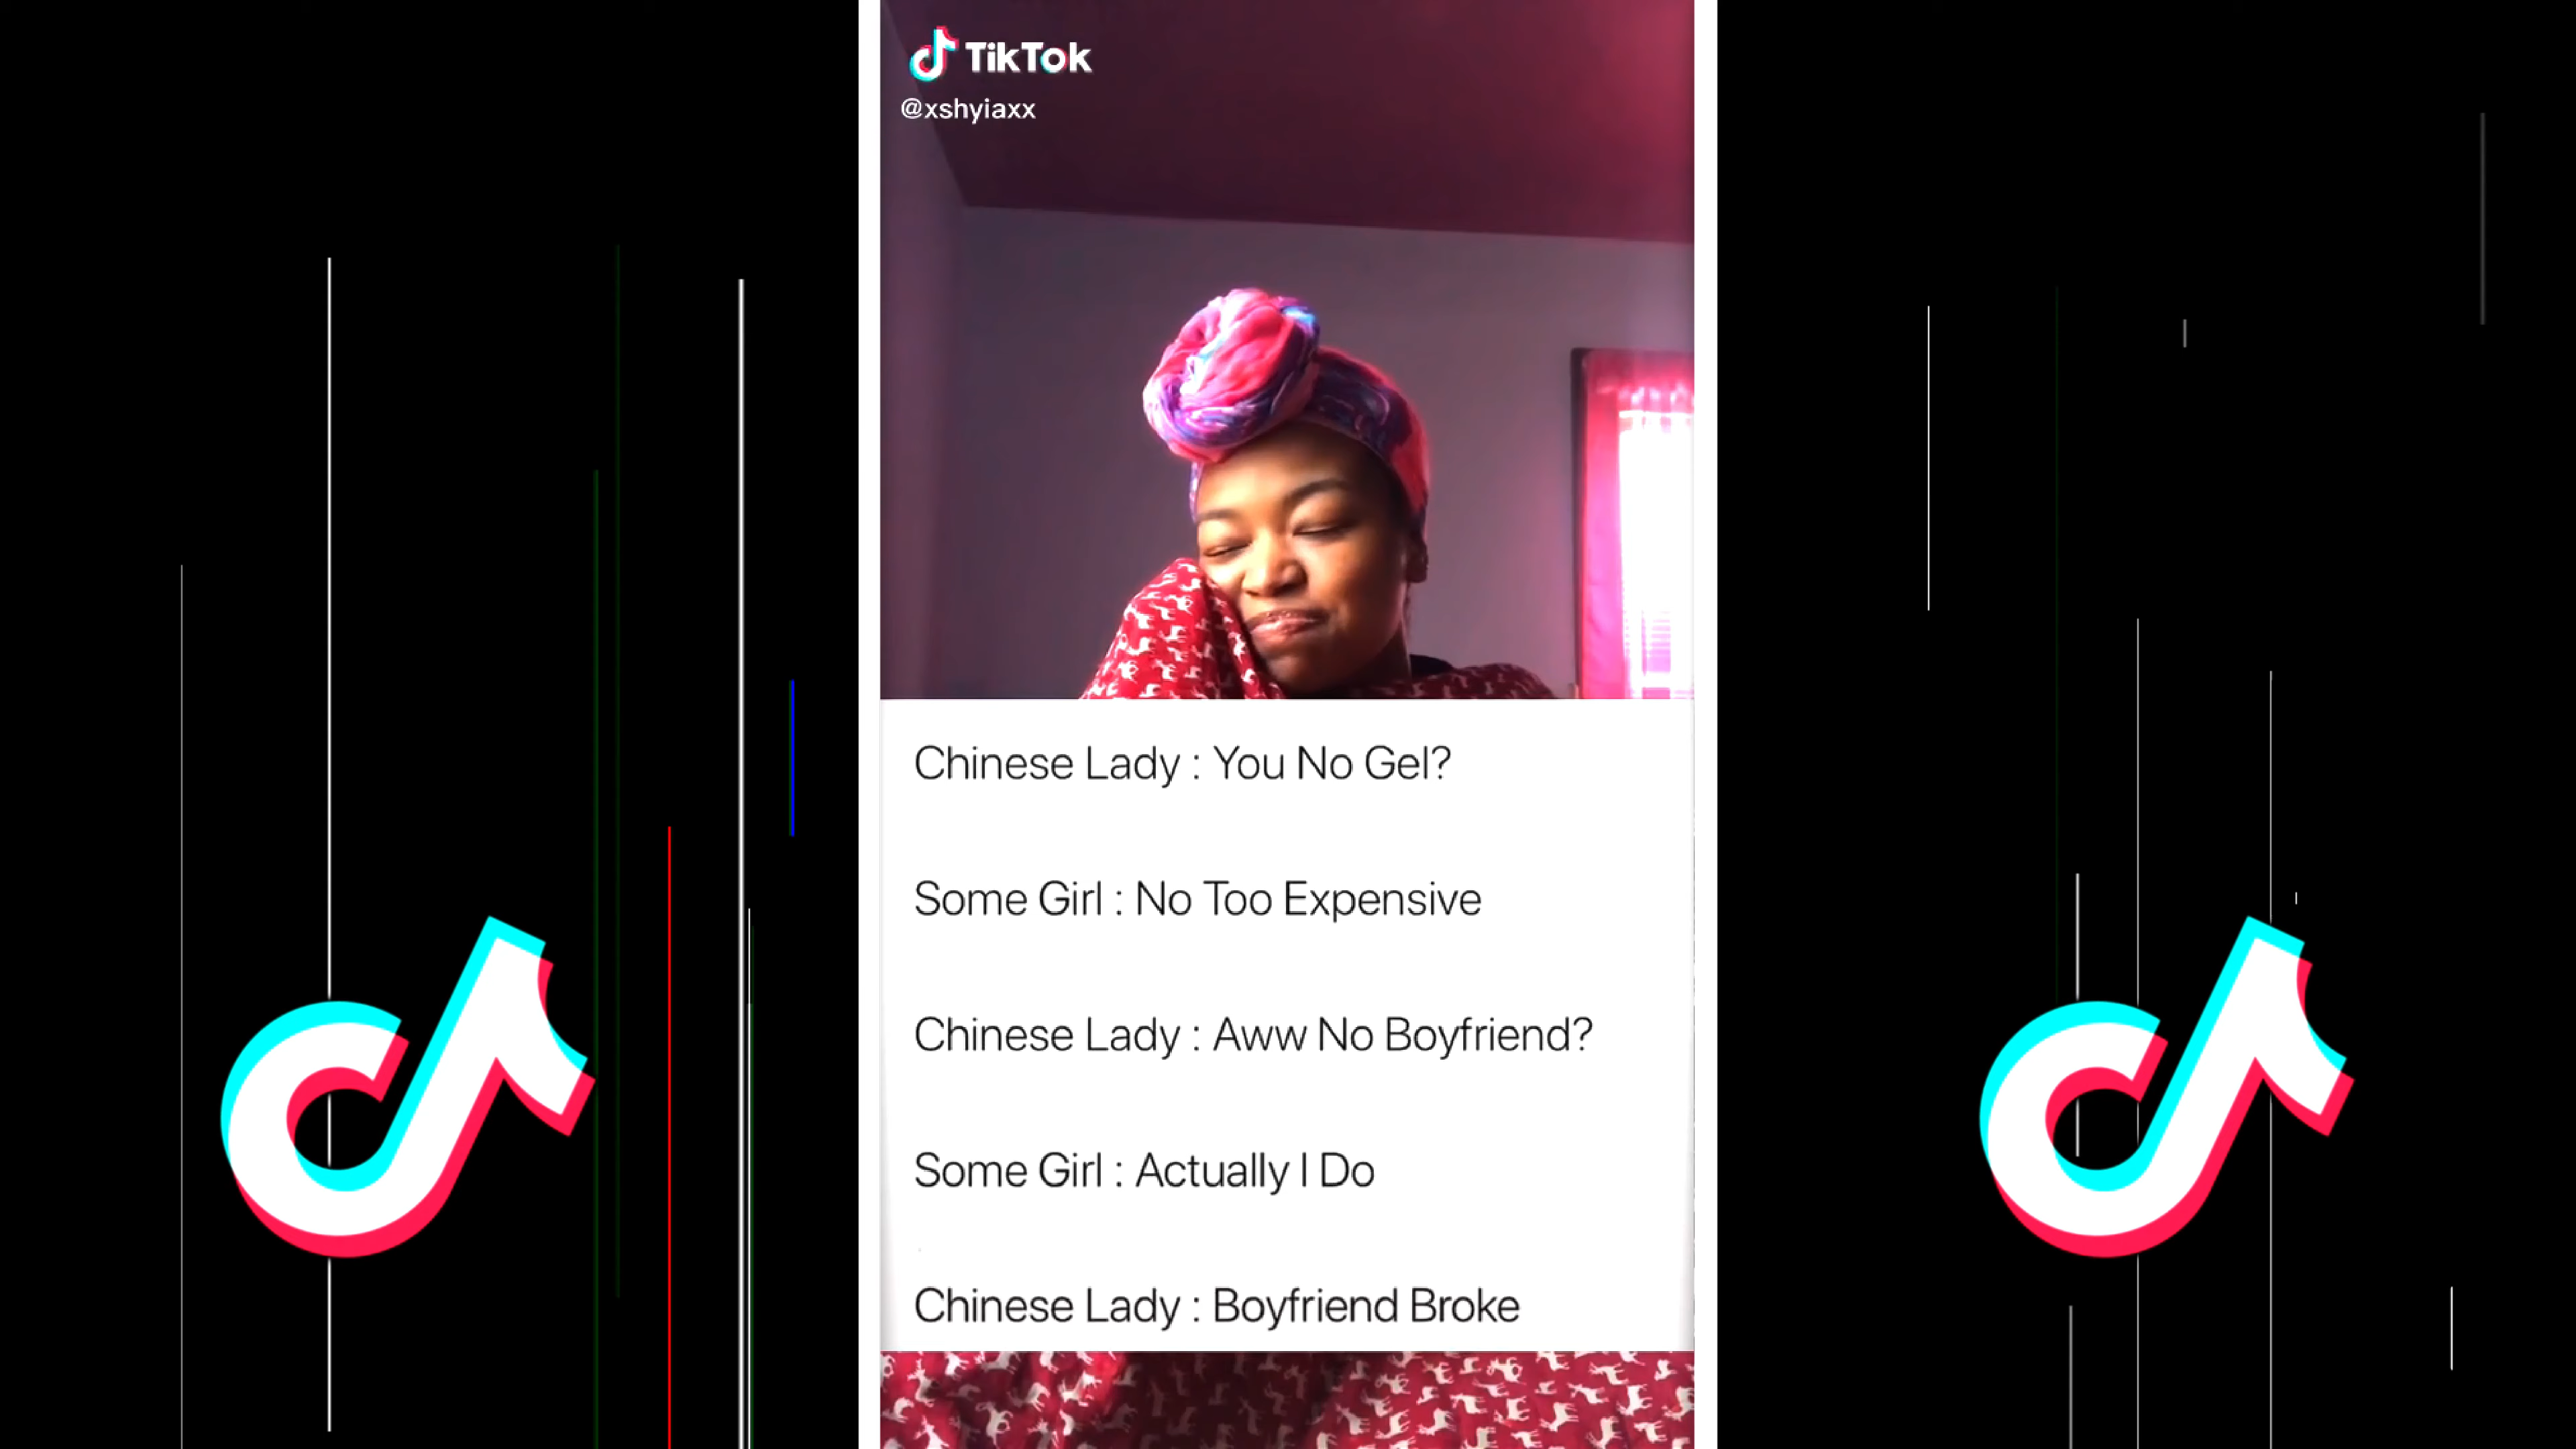 TikTok
@xshyiaxx
Chinese Lady : You No Gel?
Some Girl : No Too Expensive
Chinese Lady : Aww No Boyfriend?
Some Girl : Actually I Do
Chinese Lady : Boyfriend Broke